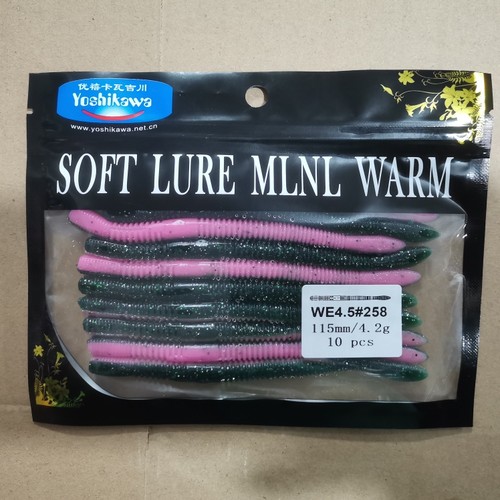 优禧卡瓦吉川
Yoshikawa
www.yoshikawa.net.cn
SOFT LURE MLNL WARM
WE4.5#258
115mm/4.2g
10 pcs